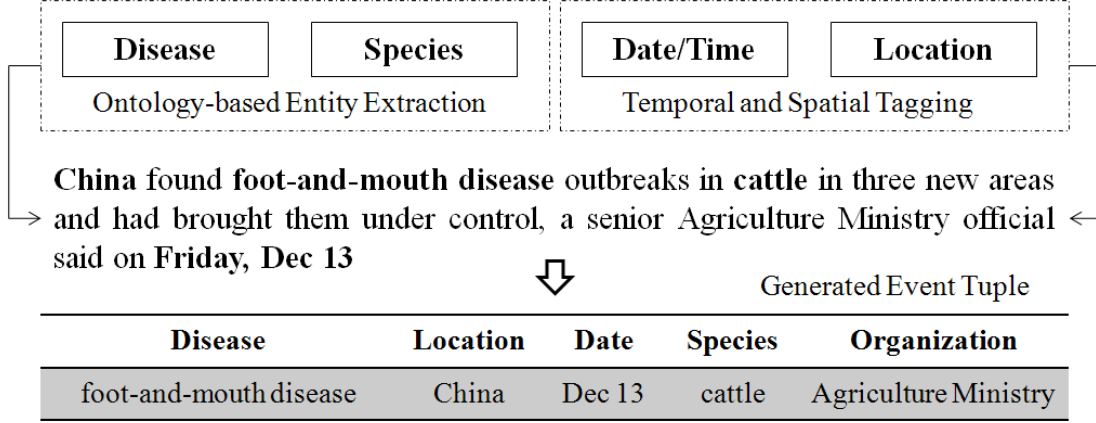 Disease Species Date/Time Location
Ontology-based Entity Extraction Temporal and Spatial Tagging
China found foot-and-mouth disease outbreaks in cattle in three new areas
and had brought them under control, a senior Agriculture Ministry official
said on Friday, Dec 13
Generated Event Tuple
Disease Location Date Species Organization
foot-and-mouth disease China Dec 13 cattle Agriculture Ministry